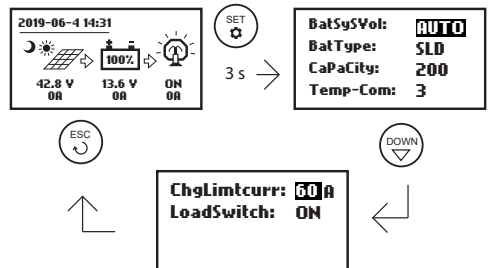 2019-06-4 14:31
100%
42.8 V 13.6 V ON
0A 0A 0A
SET
3 s
BatSySVol: AUTO
BatType: SLD
CaPaCity: 200
Temp-Com: 3
DOWN
ChgLimtcurr: 60 A
LoadSwitch: ON
ESC